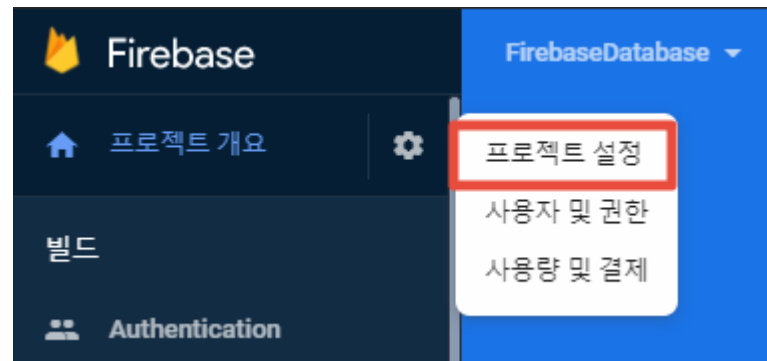 Firebase
FirebaseDatabase
프로젝트 개요
프로젝트 설정
사용자 및 권한
사용량 및 결제
빌드
Authentication